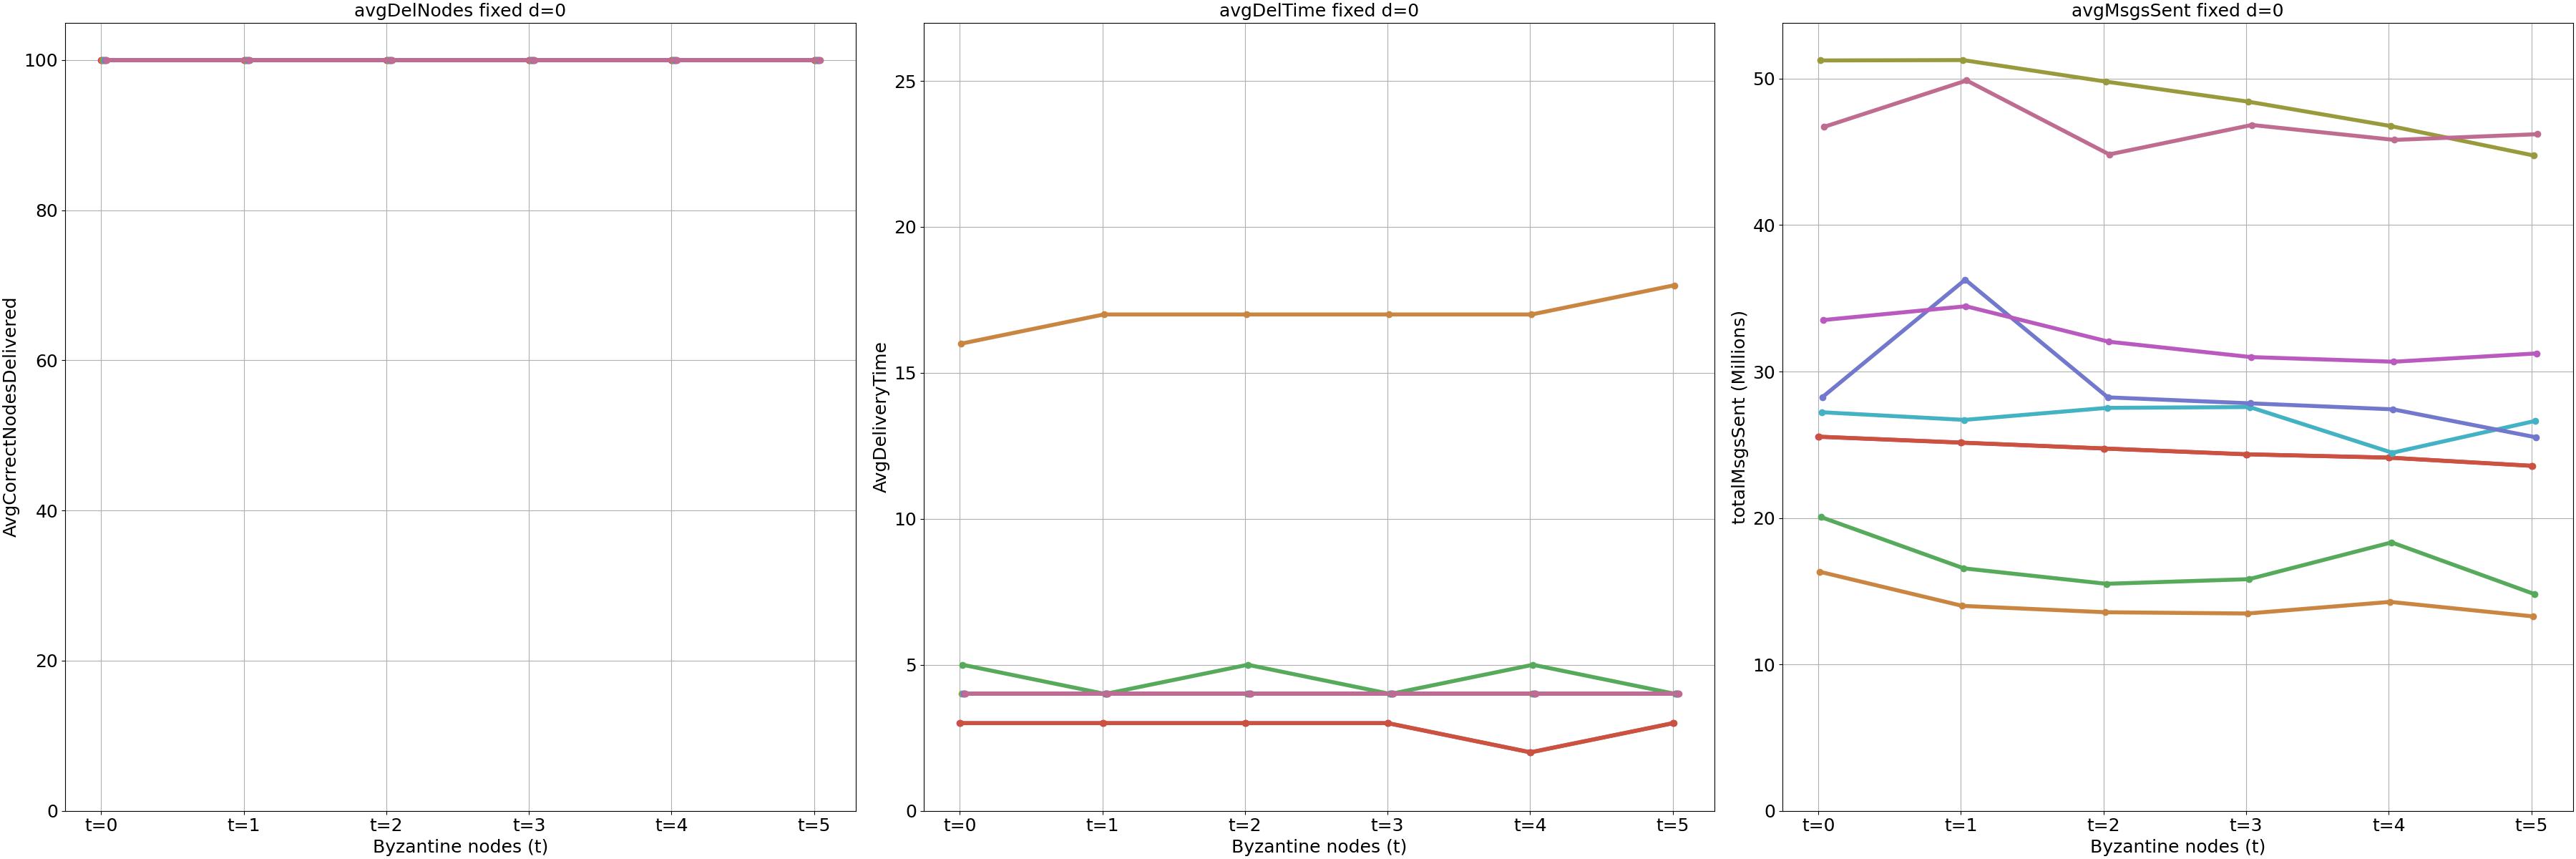 avgDelNodes fixed d=0
AvgCorrectNodesDelivered
100
80
60
40
20
0
t=0 t=1 t=2 t=3 t=4 t=5
Byzantine nodes (t)
avgDelTime fixed d=0
AvgDeliveryTime
25
20
15
10
5
0
t=0 t=1 t=2 t=3 t=4 t=5
Byzantine nodes (t)
avgMsgsSent fixed d=0
totalMsgsSent (Millions)
50
40
30
20
10
0
t=0 t=1 t=2 t=3 t=4 t=5
Byzantine nodes (t)